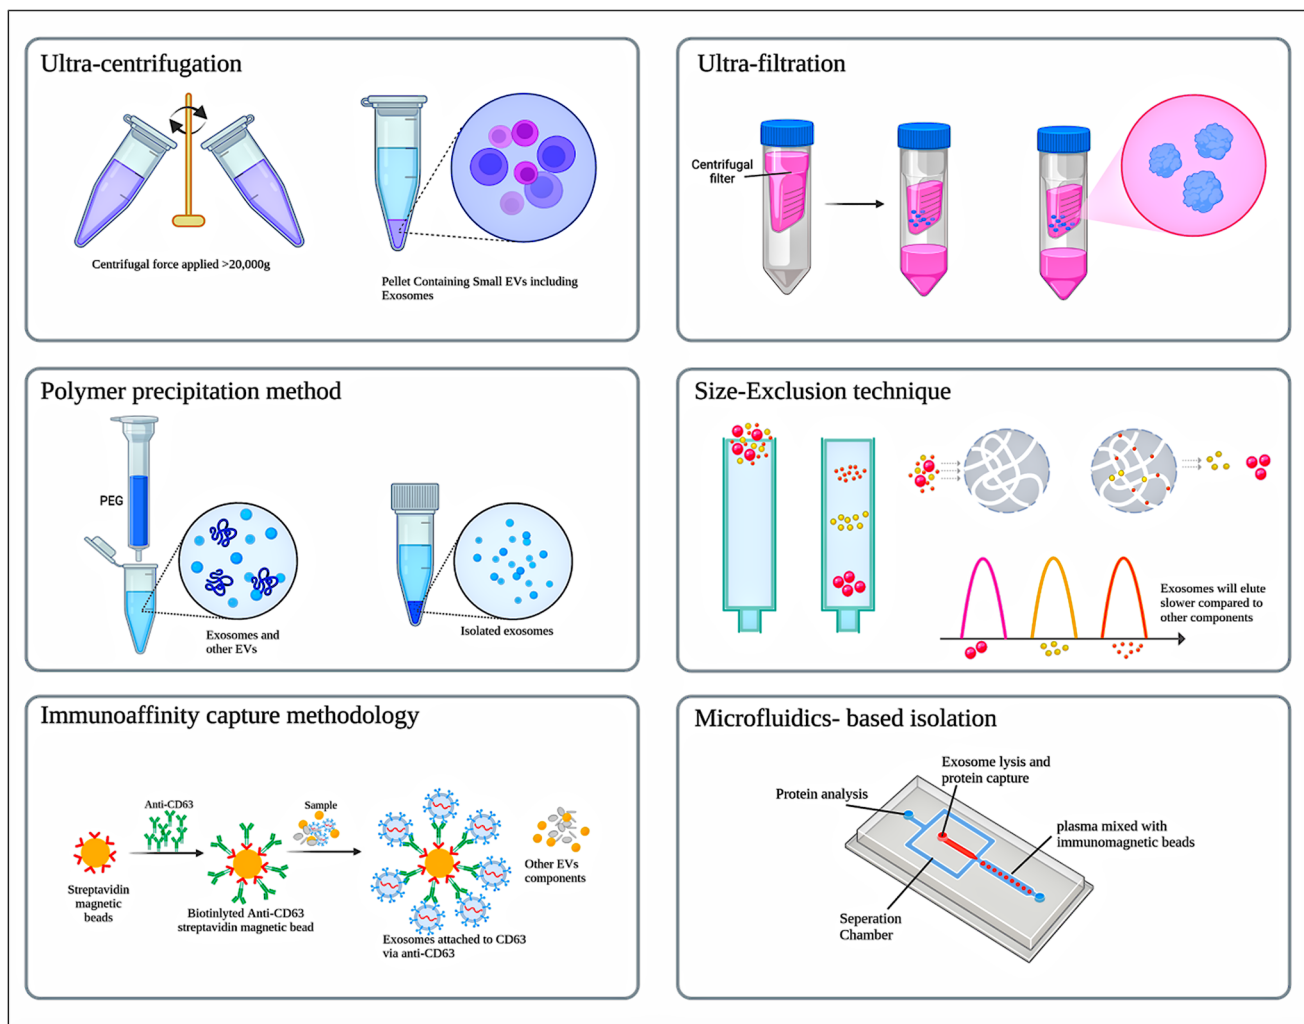 Ultra-centrifugation
Centrifugal force applied >20,000g
Pellet Containing Small EVs including
Exosomes
Ultra-filtration
Centrifugal
filter
Polymer precipitation method
PEG
Exosomes and
other EVs
Isolated exosomes
Size-Exclusion technique
Exosomes will elute
slower compared to
other components
Immunoaffinity capture methodology
Streptavidin
magnetic
beads
Anti-CD63
Biotinlyted Anti-CD63
streptavidin magnetic bead
Sample
Exosomes attached to CD63
via anti-CD63
Other EVs
components
Microfluidics- based isolation
Exosome lysis and
protein capture
Protein analysis
plasma mixed with
immunomagnetic beads
Seperation
Chamber